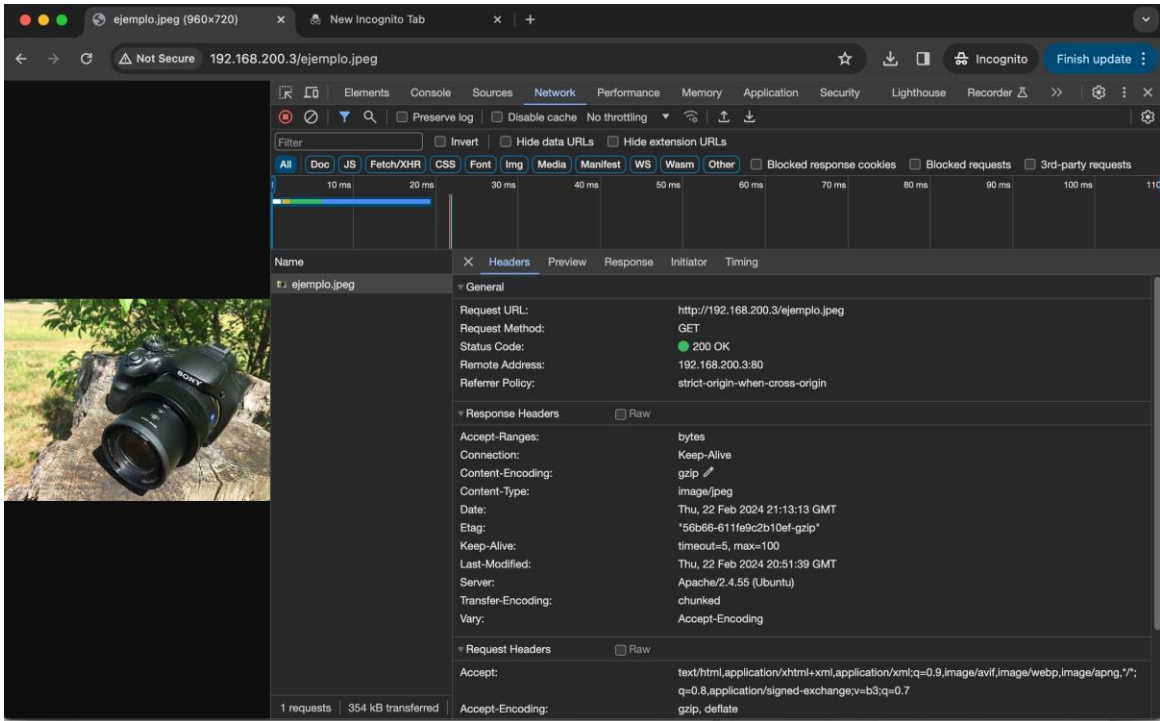 ejemplo.jpeg (960×720)
New Incognito Tab
Not Secure 192.168.200.3/ejemplo.jpeg
Incognito
Finish update
Elements Console Sources Network Performance Memory Application Security Lighthouse Recorder
Preserve log Disable cache No throttling
Filter Invert Hide data URLs Hide extension URLs
All Doc JS Fetch/XHR CSS Font Img Media Manifest WS Wasm Other Blocked response cookies Blocked requests 3rd-party requests
10 ms 20 ms 30 ms 40 ms 50 ms 60 ms 70 ms 80 ms 90 ms 100 ms 110
Name
Headers Preview Response Initiator Timing
ejemplo.jpeg
General
Request URL: http://192.168.200.3/ejemplo.jpeg
Request Method: GET
Status Code: 200 OK
Remote Address: 192.168.200.3:80
Referrer Policy: strict-origin-when-cross-origin
Response Headers Raw
Accept-Ranges: bytes
Connection: Keep-Alive
Content-Encoding: gzip
Content-Type: image/jpeg
Date: Thu, 22 Feb 2024 21:13:13 GMT
Etag: "56b66-611fe9c2b10ef-gzip"
Keep-Alive: timeout=5, max=100
Last-Modified: Thu, 22 Feb 2024 20:51:39 GMT
Server: Apache/2.4.55 (Ubuntu)
Transfer-Encoding: chunked
Vary: Accept-Encoding
Request Headers Raw
Accept: text/html,application/xhtml+xml,application/xml;q=0.9,image/avif,image/webp,image/apng,*/*;
q=0.8,application/signed-exchange;v=b3;q=0.7
Accept-Encoding: gzip, deflate
1 requests 354 kB transferred
SONY